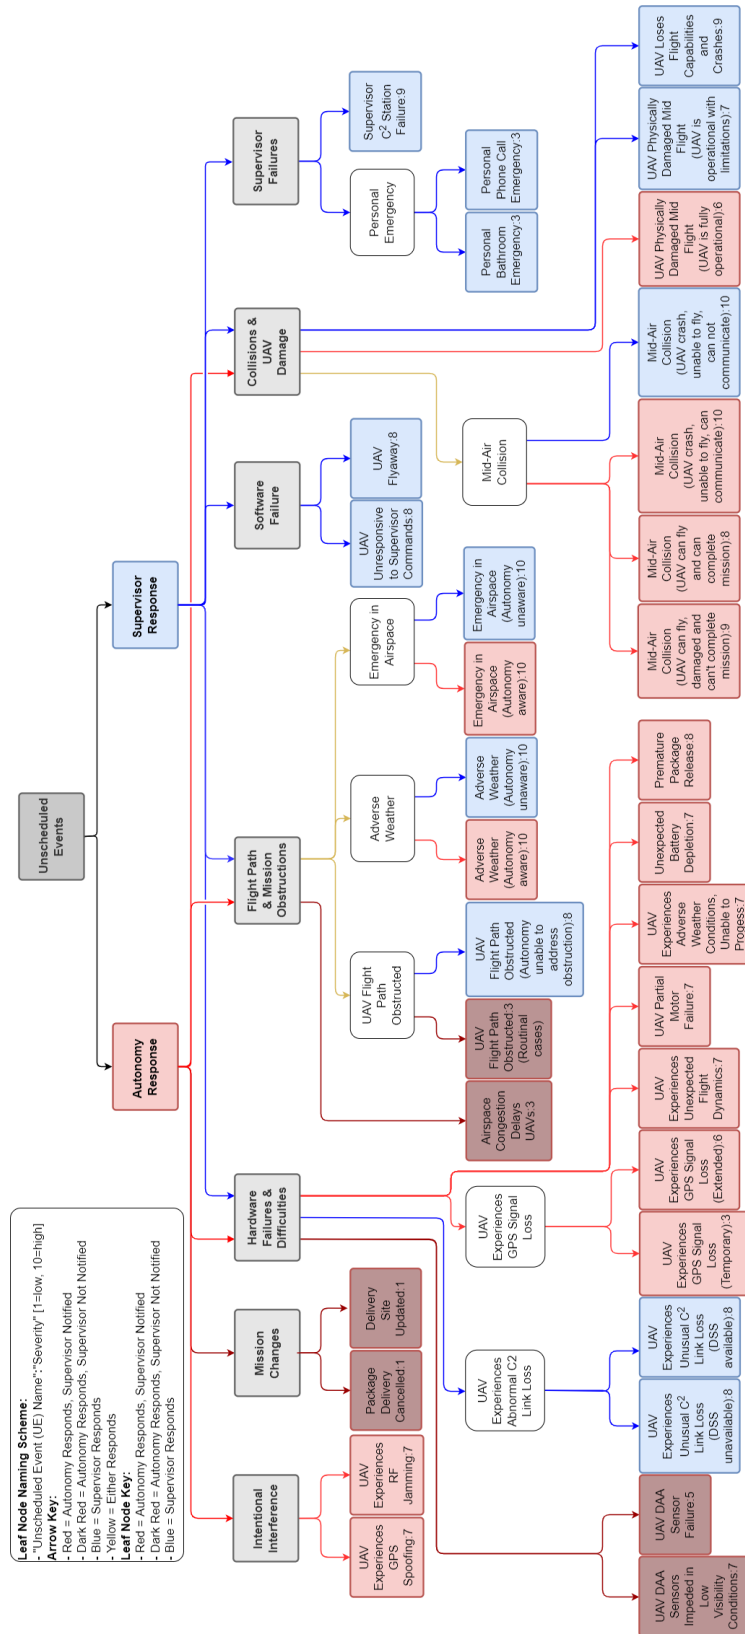 Leaf Node Naming Scheme:
- "Unscheduled Event (UE) Name":"Severity" [1=low, 10=high]
Arrow Key:
- Red = Autonomy Responds, Supervisor Notified
- Dark Red = Autonomy Responds, Supervisor Not Notified
- Blue = Supervisor Responds
- Yellow = Either Responds
Leaf Node Key:
- Red = Autonomy Responds, Supervisor Notified
- Dark Red = Autonomy Responds, Supervisor Not Notified
- Blue = Supervisor Responds
Unscheduled
Events
Autonomy
Response
Supervisor
Response
Intentional
Interference
Mission
Changes
Hardware
Failures &
Difficulties
Flight Path
& Mission
Obstructions
Software
Failure
Collisions &
UAV
Damage
Supervisor
Failures
UAV
Experiences
GPS
Spoofing:7
UAV
Experiences
RF
Jamming:7
Package
Delivery
Cancelled:1
Delivery
Site
Updated:1
UAV Flight
Path
Obstructed
Adverse
Weather
Emergency in
Airspace
UAV
Unresponsive
to Supervisor
Commands:8
UAV
Flyaway:8
Personal
Emergency
Supervisor
C2 Station
Failure:9
UAV
Experiences
Abnormal C2
Link Loss
UAV
Experiences
GPS Signal
Loss
Airspace
Congestion
Delays
UAVs:3
UAV
Flight Path
Obstructed:3
(Routinal
cases)
UAV
Flight Path
Obstructed
(Autonomy
unable to
address
obstruction):8
Adverse
Weather
(Autonomy
aware):10
Adverse
Weather
(Autonomy
unaware):10
Emergency in
Airspace
(Autonomy
aware):10
Emergency in
Airspace
(Autonomy
unaware):10
Mid-Air
Collision
Personal
Bathroom
Emergency:3
Personal
Phone Call
Emergency:3
UAV DAA
Sensors
Impeded in
Low
Visibility
Conditions:7
UAV DAA
Sensor
Failure:5
UAV
Experiences
Unusual C2
Link Loss
(DSS
unavailable):8
UAV
Experiences
Unusual C2
Link Loss
(DSS
available):8
UAV
Experiences
GPS Signal
Loss
(Temporary):3
UAV
Experiences
GPS Signal
Loss
(Extended):6
UAV
Experiences
Unexpected
Flight
Dynamics:7
UAV Partial
Motor
Failure:7
UAV
Experiences
Adverse
Weather
Conditions,
Unable to
Progess:7
Unexpected
Battery
Depletion:7
Premature
Package
Release:8
Mid-Air
Collision
(UAV can fly,
damaged and
can't complete
mission):9
Mid-Air
Collision
(UAV can fly
and can
complete
mission):8
Mid-Air
Collision
(UAV crash,
unable to fly, can
communicate):10
Mid-Air
Collision
(UAV crash,
unable to fly,
can not
communicate):10
UAV Physically
Damaged Mid
Flight
(UAV is fully
operational):6
UAV Physically
Damaged Mid
Flight
(UAV is
operational with
limitations):7
UAV Loses
Flight
Capabilities
and
Crashes:9